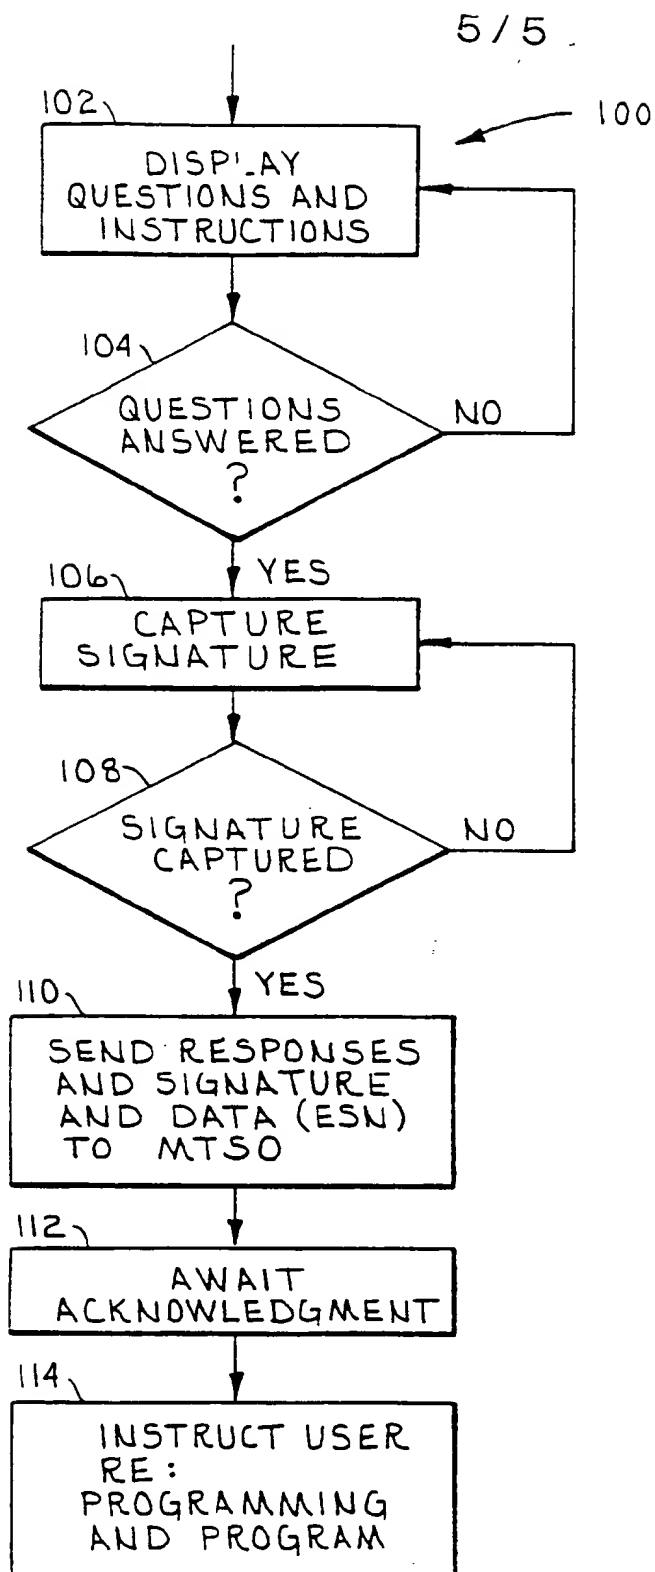 5/5
100
102
DISPLAY
QUESTIONS AND
INSTRUCTIONS
104
QUESTIONS
ANSWERED
?
NO
YES
106
CAPTURE
SIGNATURE
108
SIGNATURE
CAPTURED
?
NO
YES
110
SEND RESPONSES
AND SIGNATURE
AND DATA (ESN)
TO MTSO
112
AWAIT
ACKNOWLEDGMENT
114
INSTRUCT USER
RE:
PROGRAMMING
AND PROGRAM